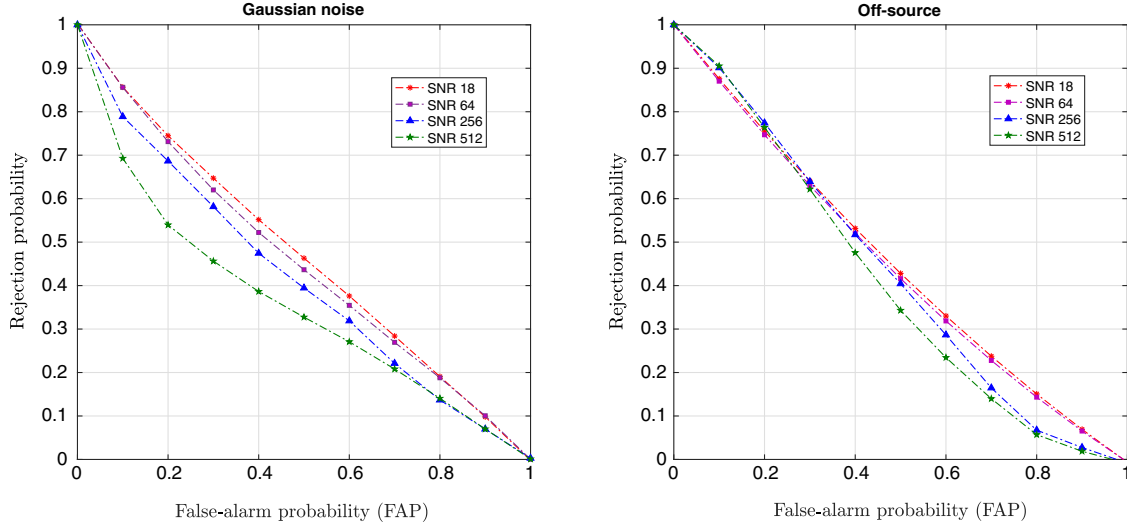 Gaussian noise
1
0.9
0.8
0.7
0.6
0.5
0.4
0.3
0.2
0.1
0
0
0.2
0.4
0.6
0.8
1
Rejection probability
False-alarm probability (FAP)
SNR 18
SNR 64
SNR 256
SNR 512
Off-source
1
0.9
0.8
0.7
0.6
0.5
0.4
0.3
0.2
0.1
0
0
0.2
0.4
0.6
0.8
1
Rejection probability
False-alarm probability (FAP)
SNR 18
SNR 64
SNR 256
SNR 512